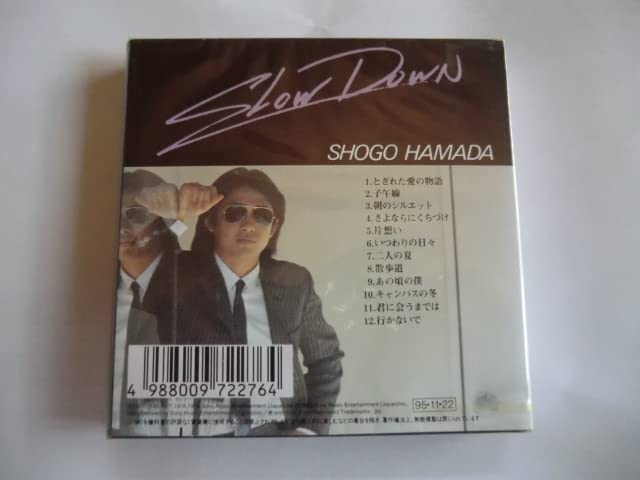 Slow Down
SHOGO HAMADA
1.とぎれた愛の物語
2.子午線
3.朝のシルエット
4.さよならにくちづけ
5.片想い
6.いつわりの日々
7.二人の夏
8.散歩道
9.あの頃の僕
10.キャンパスの冬
11.君に会うまでは
12.行かないで
4 988009 722764
95・11・22